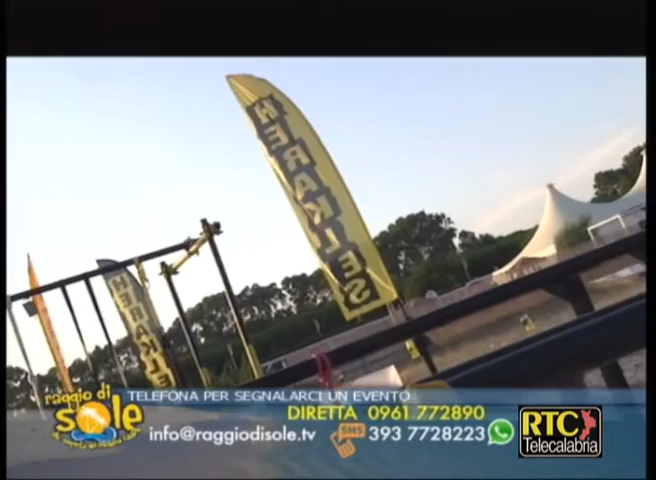 HERAKLES
HERAKLE
raggio di
sole
TELEFONA PER SEGNALARCI UN EVENTO
DIRETTA 0961 772890
info@raggiodisole.tv SMS 393 7728223
RTC
Telecalabria